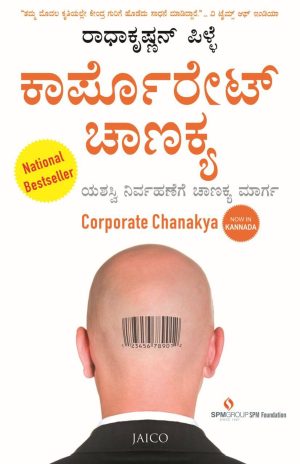 "ತಮ್ಮ ಮೊದಲ ಕೃತಿಯಲ್ಲೇ ಕೇಂದ್ರ ಗುರಿಗೆ ಹೊಡೆದು ಸಾಧನೆ ಮಾಡಿದ್ದಾರೆ." - ದಿ ಟೈಮ್ಸ್ ಆಫ್ ಇಂಡಿಯಾ
ರಾಧಾಕೃಷ್ಣನ್ ಪಿಳ್ಳೆ
ಕಾರ್ಪೊರೇಟ್
ಚಾಣಕ್ಯ
National
Bestseller
ಯಶಸ್ವಿ ನಿರ್ವಹಣೆಗೆ ಚಾಣಕ್ಯ ಮಾರ್ಗ
Corporate Chanakya
NOW IN
KANNADA
SPMGROUP SPM Foundation
JAICO